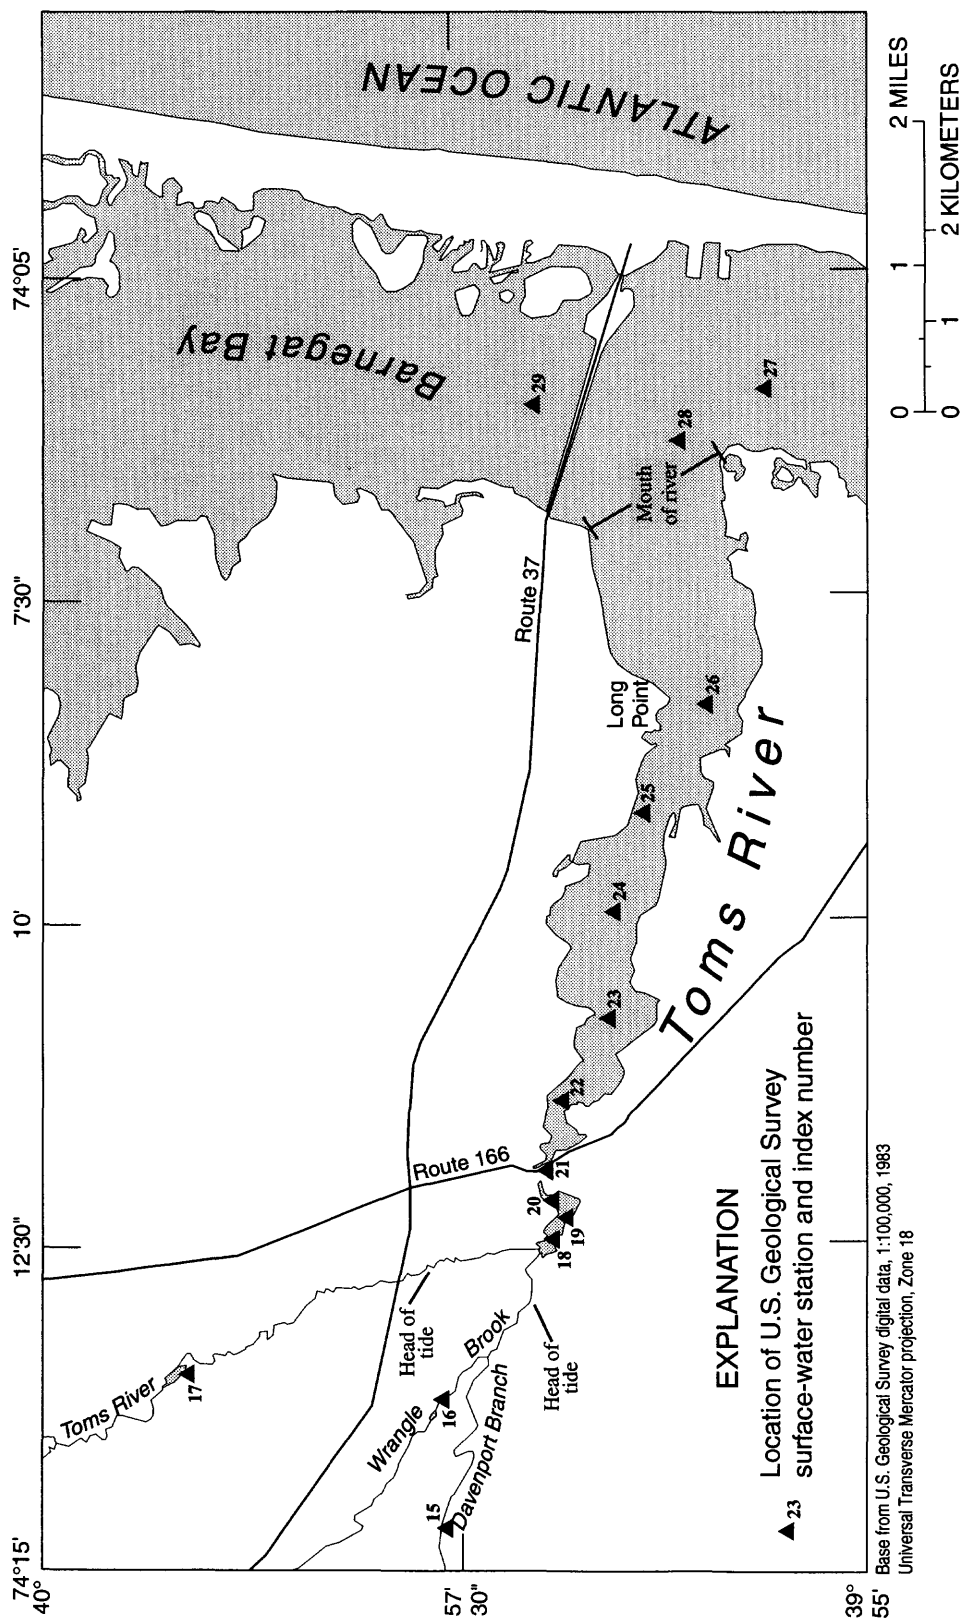 74°15'
12'30"
10'
7'30"
74°05'
40°
57'
30"
39°
55'
ATLANTIC OCEAN
Barnegat Bay
29
27
28
Mouth
of river
Route 37
Long
Point
26
25
24
23
22
21
20
19
18
Toms River
Route 166
Head of
tide
Toms River
17
Wrangle Brook
16
Head of
tide
15
Davenport Branch
EXPLANATION
23
Location of U.S. Geological Survey
surface-water station and index number
Base from U.S. Geological Survey digital data, 1:100,000, 1983
Universal Transverse Mercator projection, Zone 18
0 1 2 MILES
0 1 2 KILOMETERS